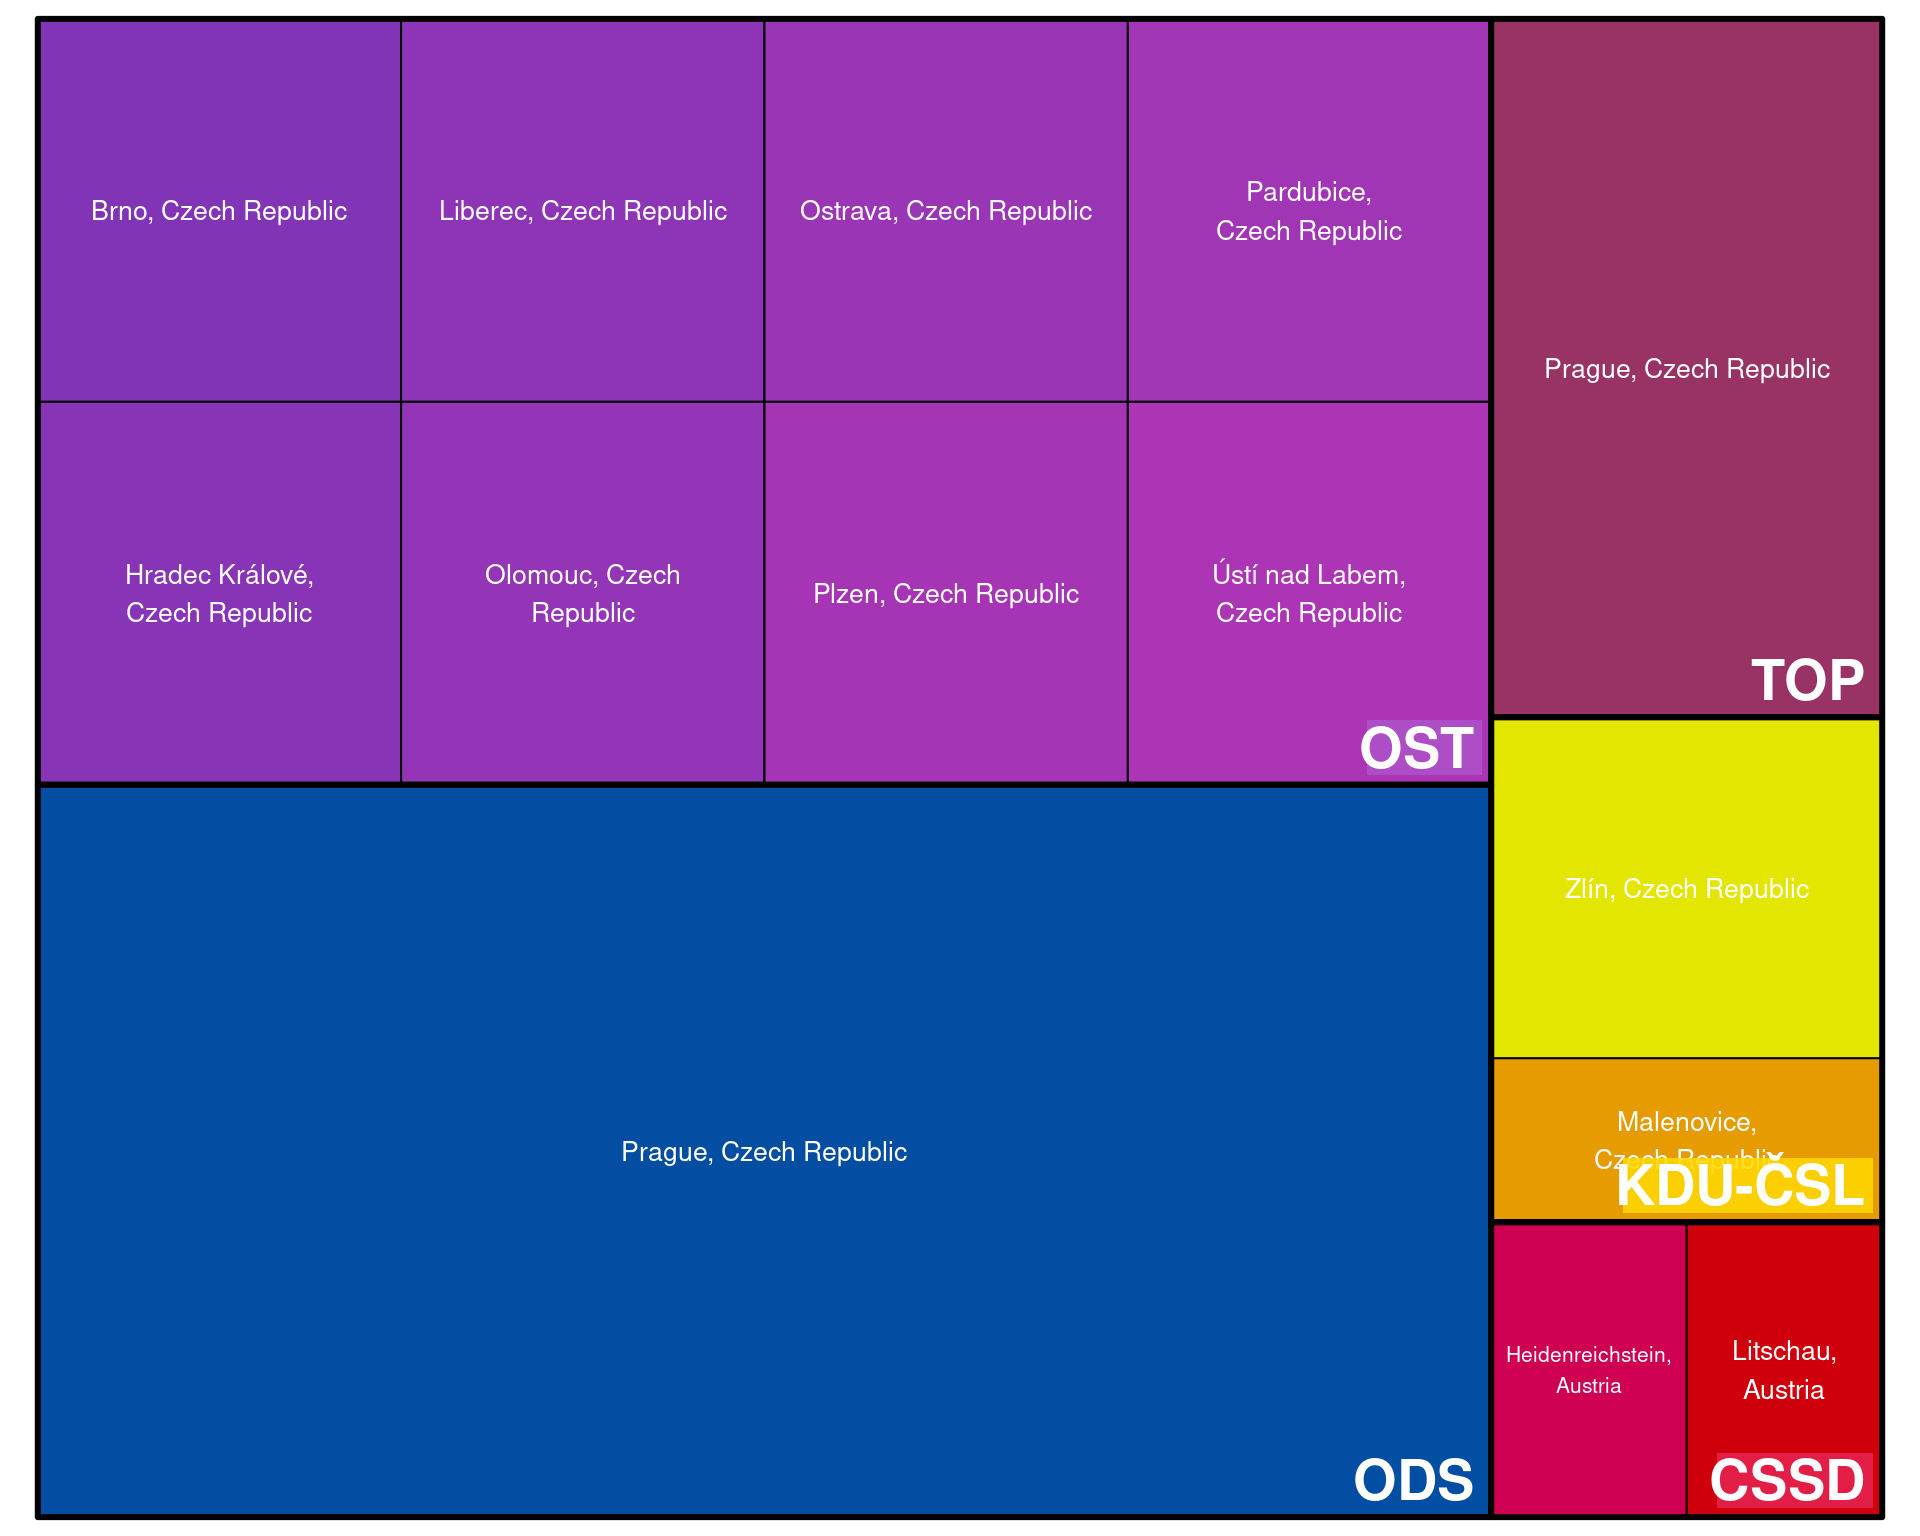 Brno, Czech Republic
Liberec, Czech Republic
Ostrava, Czech Republic
Pardubice,
Czech Republic
Hradec Králové,
Czech Republic
Olomouc, Czech
Republic
Plzen, Czech Republic
Ústí nad Labem,
Czech Republic
OST
Prague, Czech Republic
ODS
Prague, Czech Republic
TOP
Zlín, Czech Republic
Malenovice,
Czech Republic
KDU-ČSL
Heidenreichstein,
Austria
Litschau,
Austria
CSSD